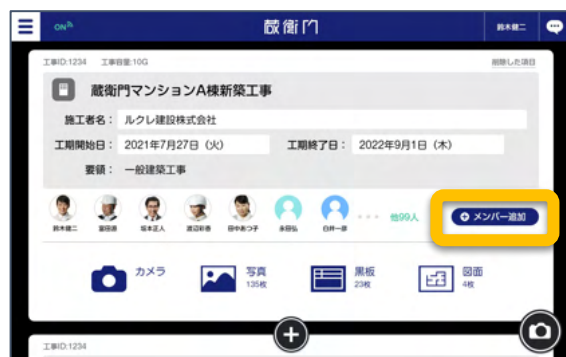 ON
蔵衛門
鈴木健二
工事ID:1234 工事容量:10G 削除した項目
蔵衛門マンションA棟新築工事
施工者名： ルクレ建設株式会社
工期開始日： 2021年7月27日（火） 工期終了日： 2022年9月1日（木）
要領： 一般建築工事
鈴木健二 冨田源 坂本正人 渡辺彩香 田中あつ子 永田弘 白井一彦 他99人 メンバー追加
カメラ 写真 黒板 図面
135枚 23枚 4枚
工事ID:1234